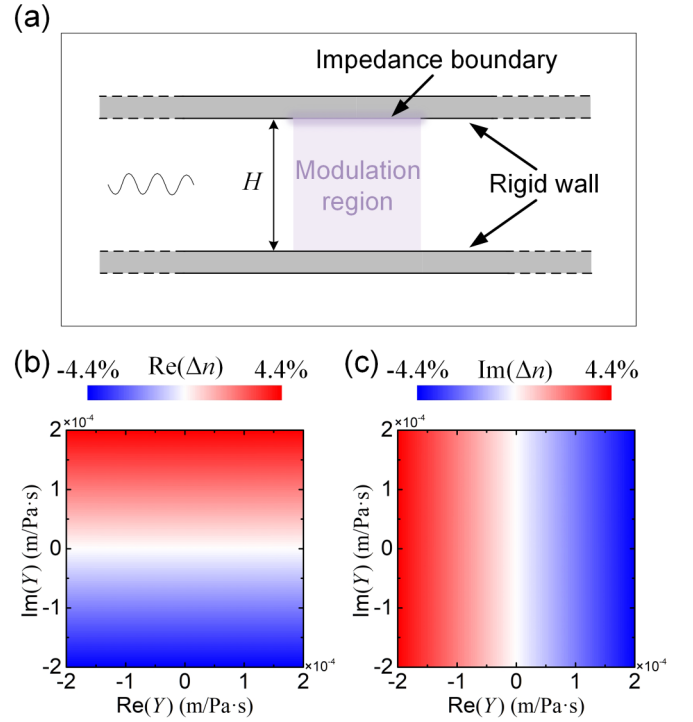 (a)
Impedance boundary
H
Modulation
region
Rigid wall
(b)
-4.4% Re(Δn) 4.4%
×10⁻⁴
2
1
0
-1
-2
Im(Y) (m/Pa·s)
-2 -1 0 1 2
×10⁻⁴
Re(Y) (m/Pa·s)
(c)
-4.4% Im(Δn) 4.4%
×10⁻⁴
2
1
0
-1
-2
Im(Y) (m/Pa·s)
-2 -1 0 1 2
×10⁻⁴
Re(Y) (m/Pa·s)